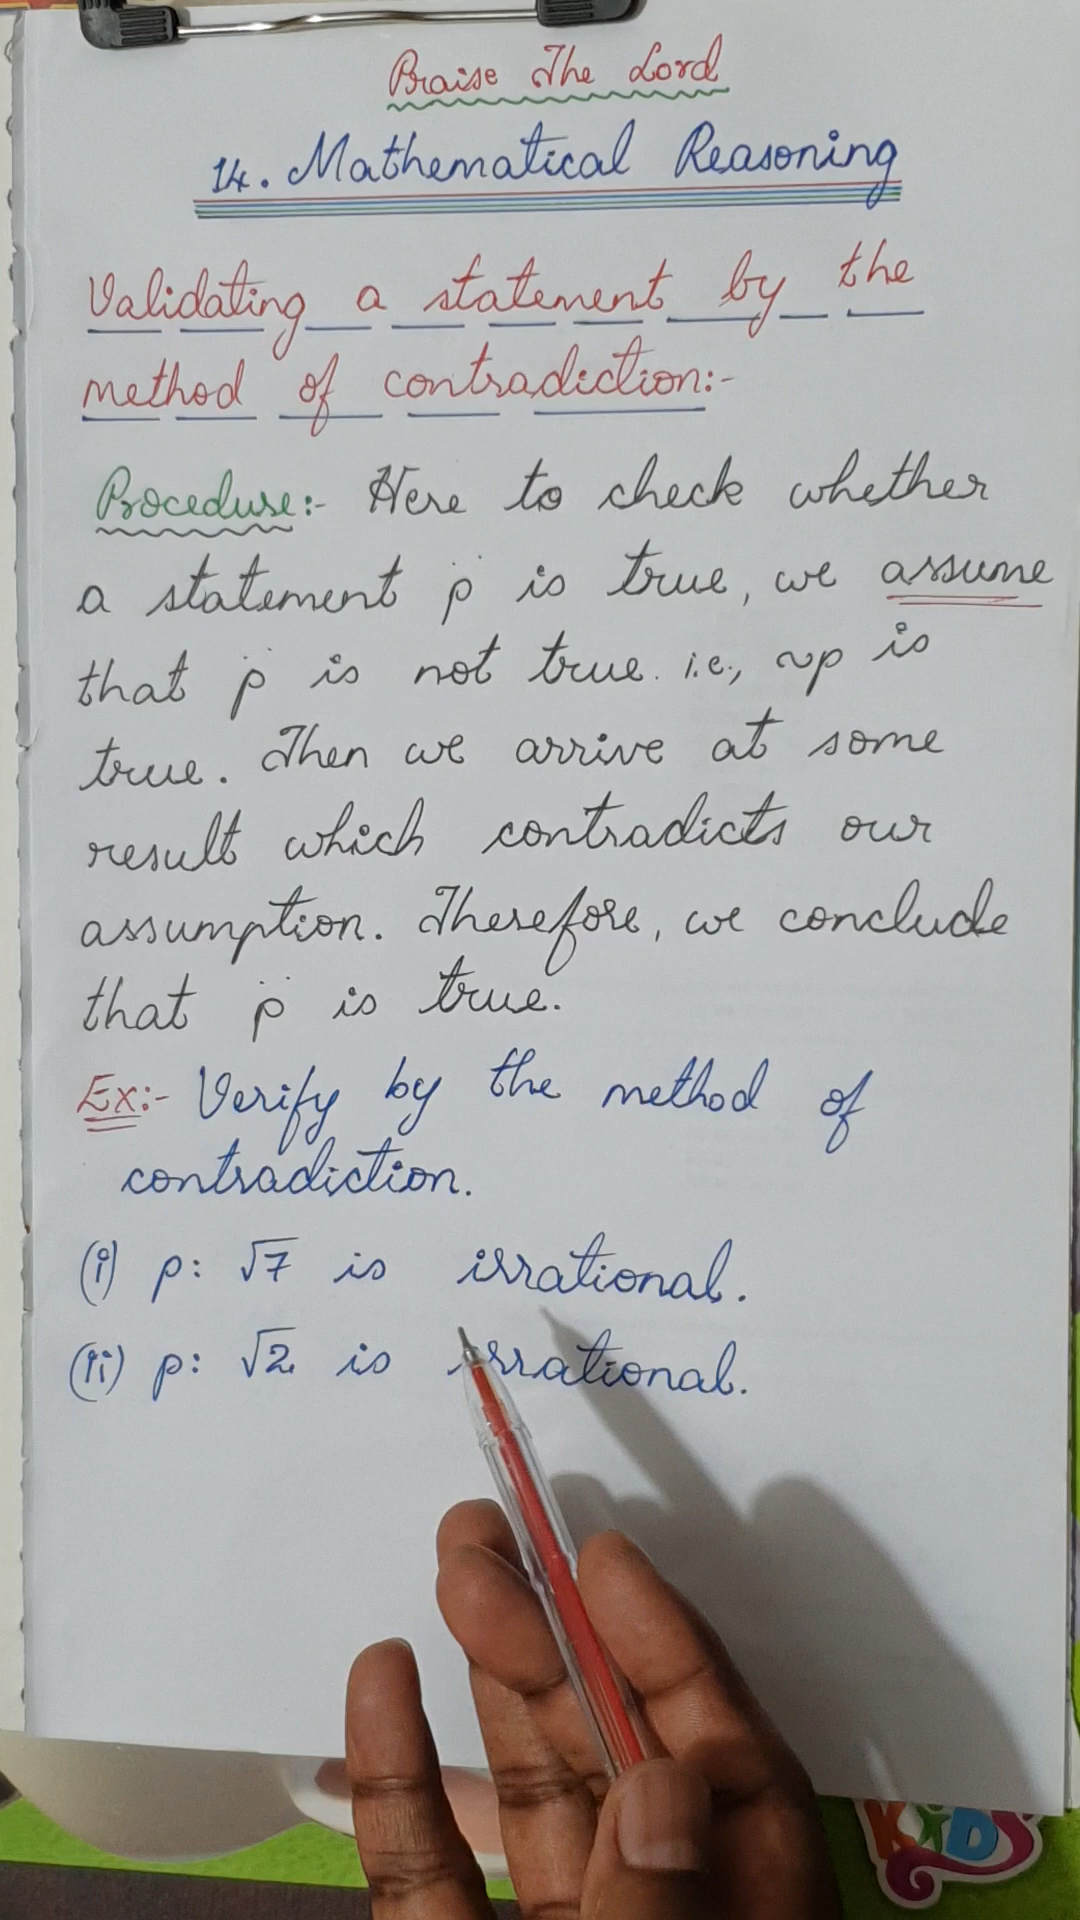 Praise The Lord
14. Mathematical Reasoning
Validating a statement by the
method of contradiction:-
Procedure:- Here to check whether
a statement p is true, we assume
that p is not true. i.e., ~p is
true. Then we arrive at some
result which contradicts our
assumption. Therefore, we conclude
that p is true.
Ex:- Verify by the method of
contradiction.
(i) p: √7 is irrational.
(ii) p: √2 is irrational.
KiDS